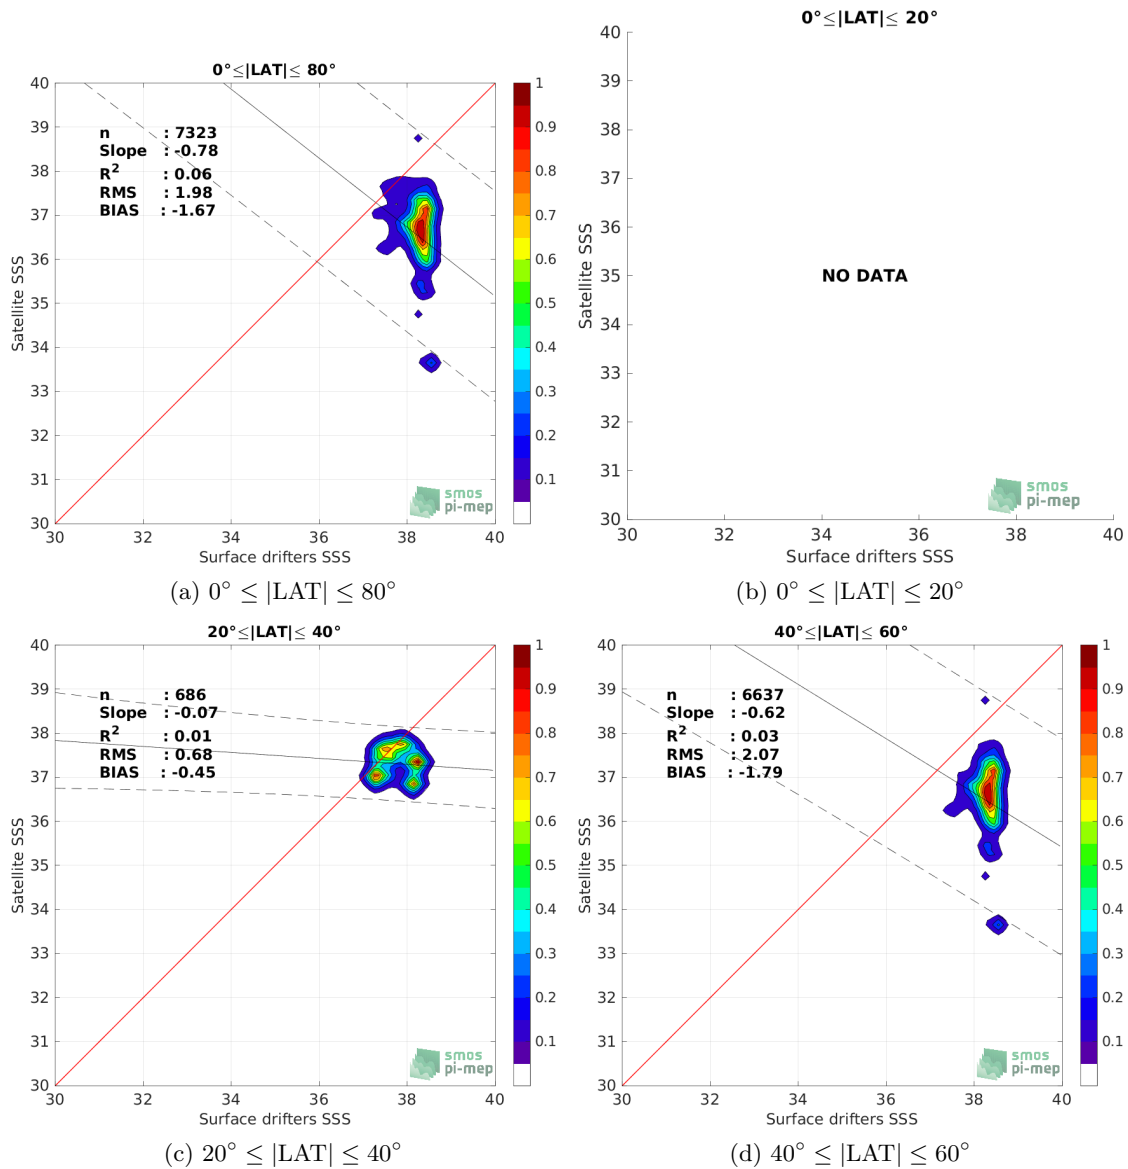 0°≤|LAT|≤ 80°
n : 7323
Slope : -0.78
R² : 0.06
RMS : 1.98
BIAS : -1.67
40
39
38
37
36
35
34
33
32
31
30
30 32 34 36 38 40
Satellite SSS
Surface drifters SSS
1
0.9
0.8
0.7
0.6
0.5
0.4
0.3
0.2
0.1
smos
pi-mep
(a) 0° ≤ |LAT| ≤ 80°
0°≤|LAT|≤ 20°
40
39
38
37
36
35
34
33
32
31
30
30 32 34 36 38 40
Satellite SSS
NO DATA
Surface drifters SSS
smos
pi-mep
(b) 0° ≤ |LAT| ≤ 20°
20°≤|LAT|≤ 40°
n : 686
Slope : -0.07
R² : 0.01
RMS : 0.68
BIAS : -0.45
40
39
38
37
36
35
34
33
32
31
30
30 32 34 36 38 40
Satellite SSS
Surface drifters SSS
1
0.9
0.8
0.7
0.6
0.5
0.4
0.3
0.2
0.1
smos
pi-mep
(c) 20° ≤ |LAT| ≤ 40°
40°≤|LAT|≤ 60°
n : 6637
Slope : -0.62
R² : 0.03
RMS : 2.07
BIAS : -1.79
40
39
38
37
36
35
34
33
32
31
30
30 32 34 36 38 40
Satellite SSS
Surface drifters SSS
1
0.9
0.8
0.7
0.6
0.5
0.4
0.3
0.2
0.1
smos
pi-mep
(d) 40° ≤ |LAT| ≤ 60°